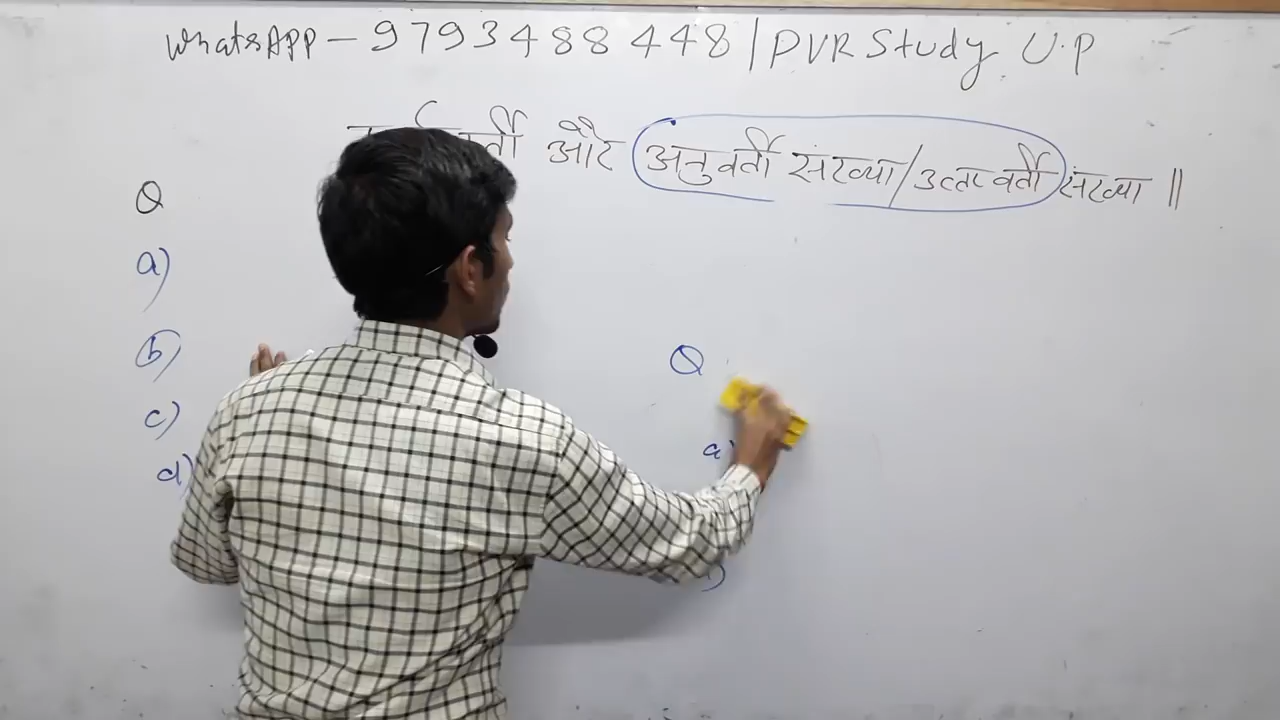 WhatsApp - 9793488448 | PVR Study U.P
और अनुवर्ती संख्या/उत्तरवर्ती संख्या ||
Q
a)
b)
c)
d)
Q
a)